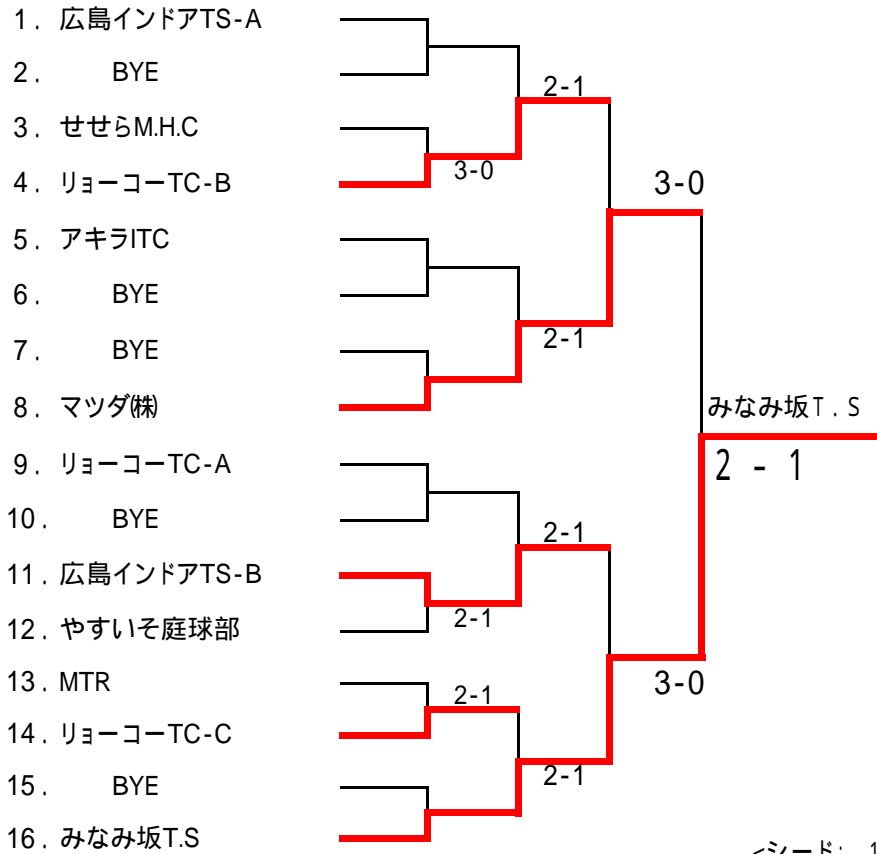 1. 広島インドアTS-A
2. BYE
2-1
3. せせらM.H.C
3-0
4. リョーコーTC-B
3-0
5. アキラITC
6. BYE
2-1
7. BYE
8. マツダ㈱
みなみ坂T.S
9. リョーコーTC-A
2 - 1
10. BYE
2-1
11. 広島インドアTS-B
2-1
12. やすいそ庭球部
13. MTR
2-1
3-0
14. リョーコーTC-C
15. BYE
2-1
16. みなみ坂T.S
<シード: 1